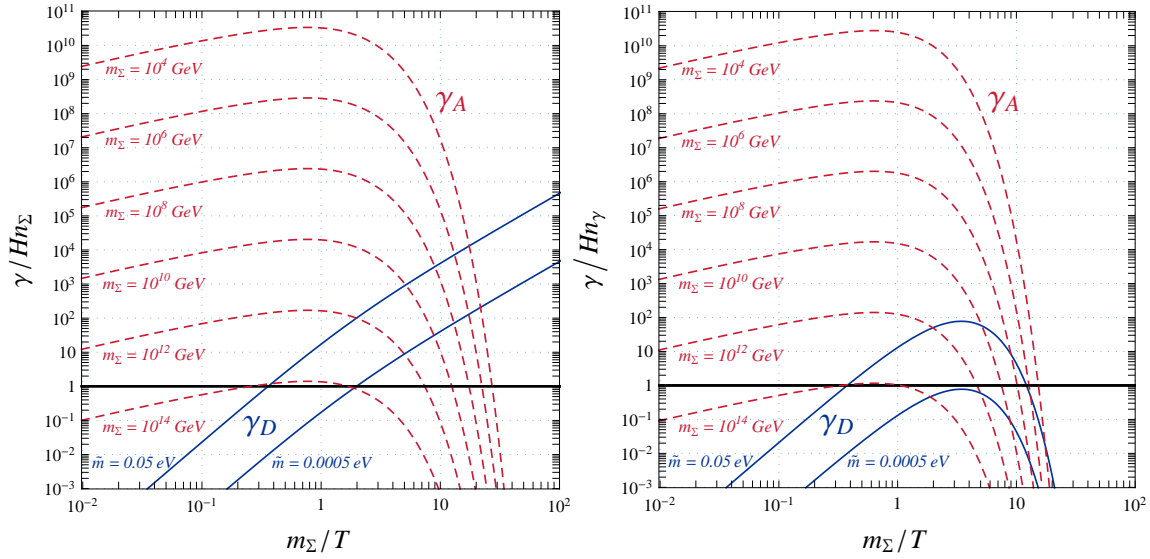 γ/Hn_Σ
10^11
10^10
10^9
10^8
10^7
10^6
10^5
10^4
10^3
10^2
10
1
10^-1
10^-2
10^-3
m_Σ = 10^4 GeV
m_Σ = 10^6 GeV
m_Σ = 10^8 GeV
m_Σ = 10^10 GeV
m_Σ = 10^12 GeV
m_Σ = 10^14 GeV
γ_A
γ_D
m̃ = 0.05 eV
m̃ = 0.0005 eV
10^-2
10^-1
1
10
10^2
m_Σ/T
γ/Hn_γ
10^11
10^10
10^9
10^8
10^7
10^6
10^5
10^4
10^3
10^2
10
1
10^-1
10^-2
10^-3
m_Σ = 10^4 GeV
m_Σ = 10^6 GeV
m_Σ = 10^8 GeV
m_Σ = 10^10 GeV
m_Σ = 10^12 GeV
m_Σ = 10^14 GeV
γ_A
γ_D
m̃ = 0.05 eV
m̃ = 0.0005 eV
10^-2
10^-1
1
10
10^2
m_Σ/T